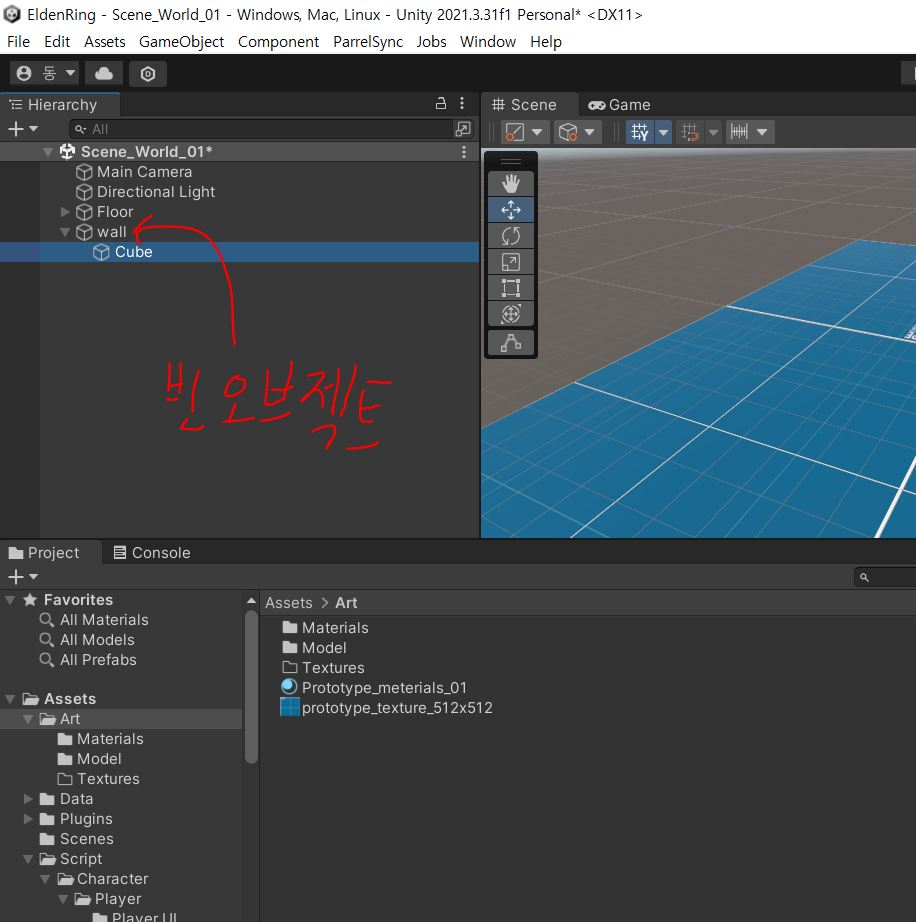 EldenRing - Scene_World_01 - Windows, Mac, Linux - Unity 2021.3.31f1 Personal* <DX11>
File Edit Assets GameObject Component ParrelSync Jobs Window Help
동
Hierarchy
All
Scene_World_01*
Main Camera
Directional Light
Floor
wall
Cube
빈 오브젝트
Scene Game
Project Console
Favorites
All Materials
All Models
All Prefabs
Assets
Art
Materials
Model
Textures
Data
Plugins
Scenes
Script
Character
Player
Player UI
Assets > Art
Materials
Model
Textures
Prototype_meterials_01
prototype_texture_512x512